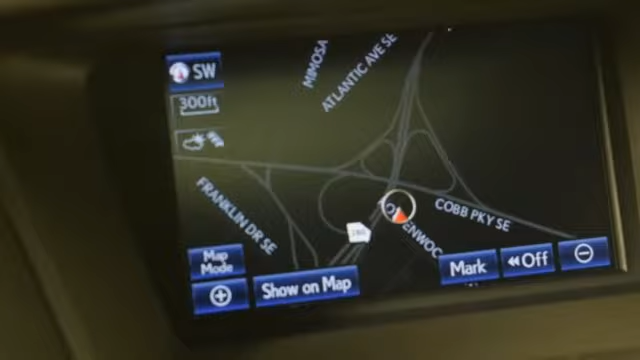 SW
MIMOSA
ATLANTIC AVE SE
300ft
FRANKLIN DR SE
COBB PKY SE
280
Map
Mode
Show on Map
Mark
Off